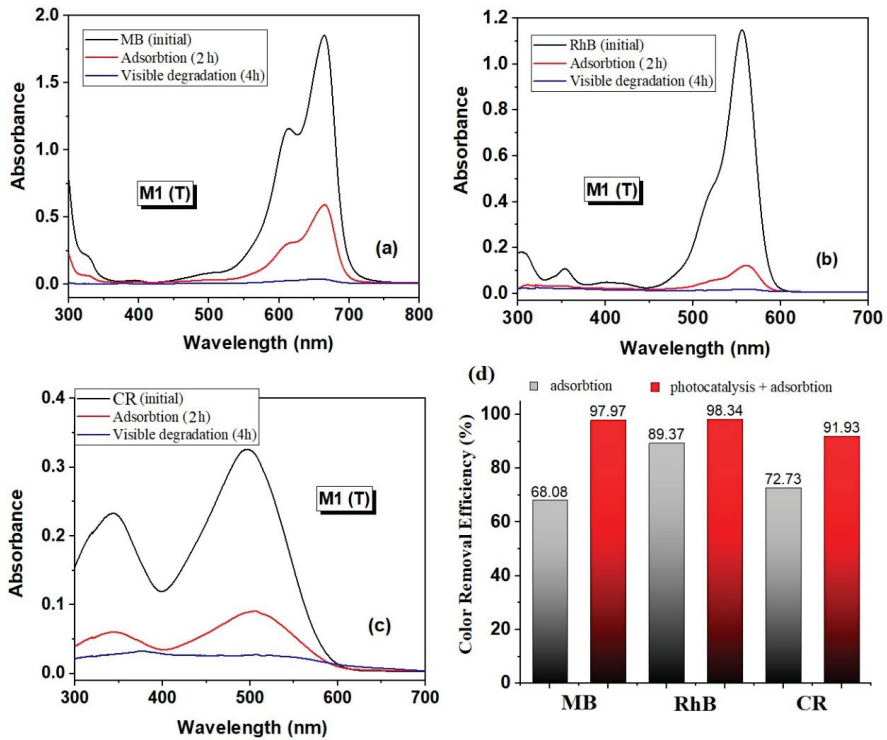 MB (initial)
Adsorbtion (2 h)
Visible degradation (4h)
M1 (T)
(a)
Absorbance
2.0
1.5
1.0
0.5
0.0
300 400 500 600 700 800
Wavelength (nm)
RhB (initial)
Adsorbtion (2 h)
Visible degradation (4h)
M1 (T)
(b)
Absorbance
1.2
1.0
0.8
0.6
0.4
0.2
0.0
300 400 500 600 700
Wavelength (nm)
CR (initial)
Adsorbtion (2 h)
Visible degradation (4h)
M1 (T)
(c)
Absorbance
0.4
0.3
0.2
0.1
0.0
300 400 500 600 700
Wavelength (nm)
(d)
adsorbtion photocatalysis + adsorbtion
Color Removal Efficiency (%)
100
80
60
40
20
0
68.08 97.97 89.37 98.34 72.73 91.93
MB RhB CR